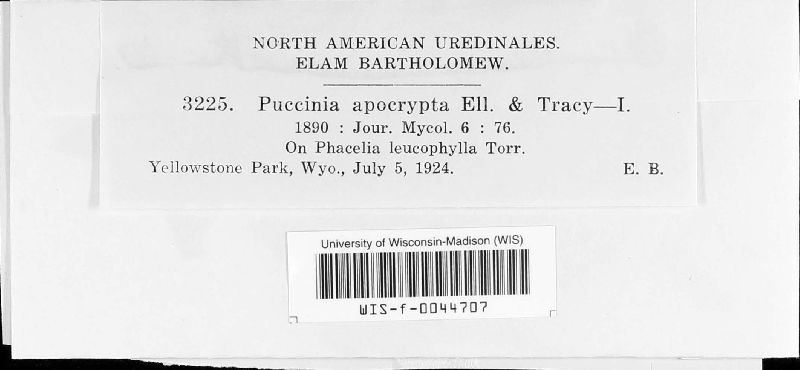 NORTH AMERICAN UREDINALES.
ELAM BARTHOLOMEW.
3225. Puccinia apocrypta Ell. & Tracy—I.
1890 : Jour. Mycol. 6 : 76.
On Phacelia leucophylla Torr.
Yellowstone Park, Wyo., July 5, 1924. E. B.
University of Wisconsin-Madison (WIS)
WIS-f-0044707